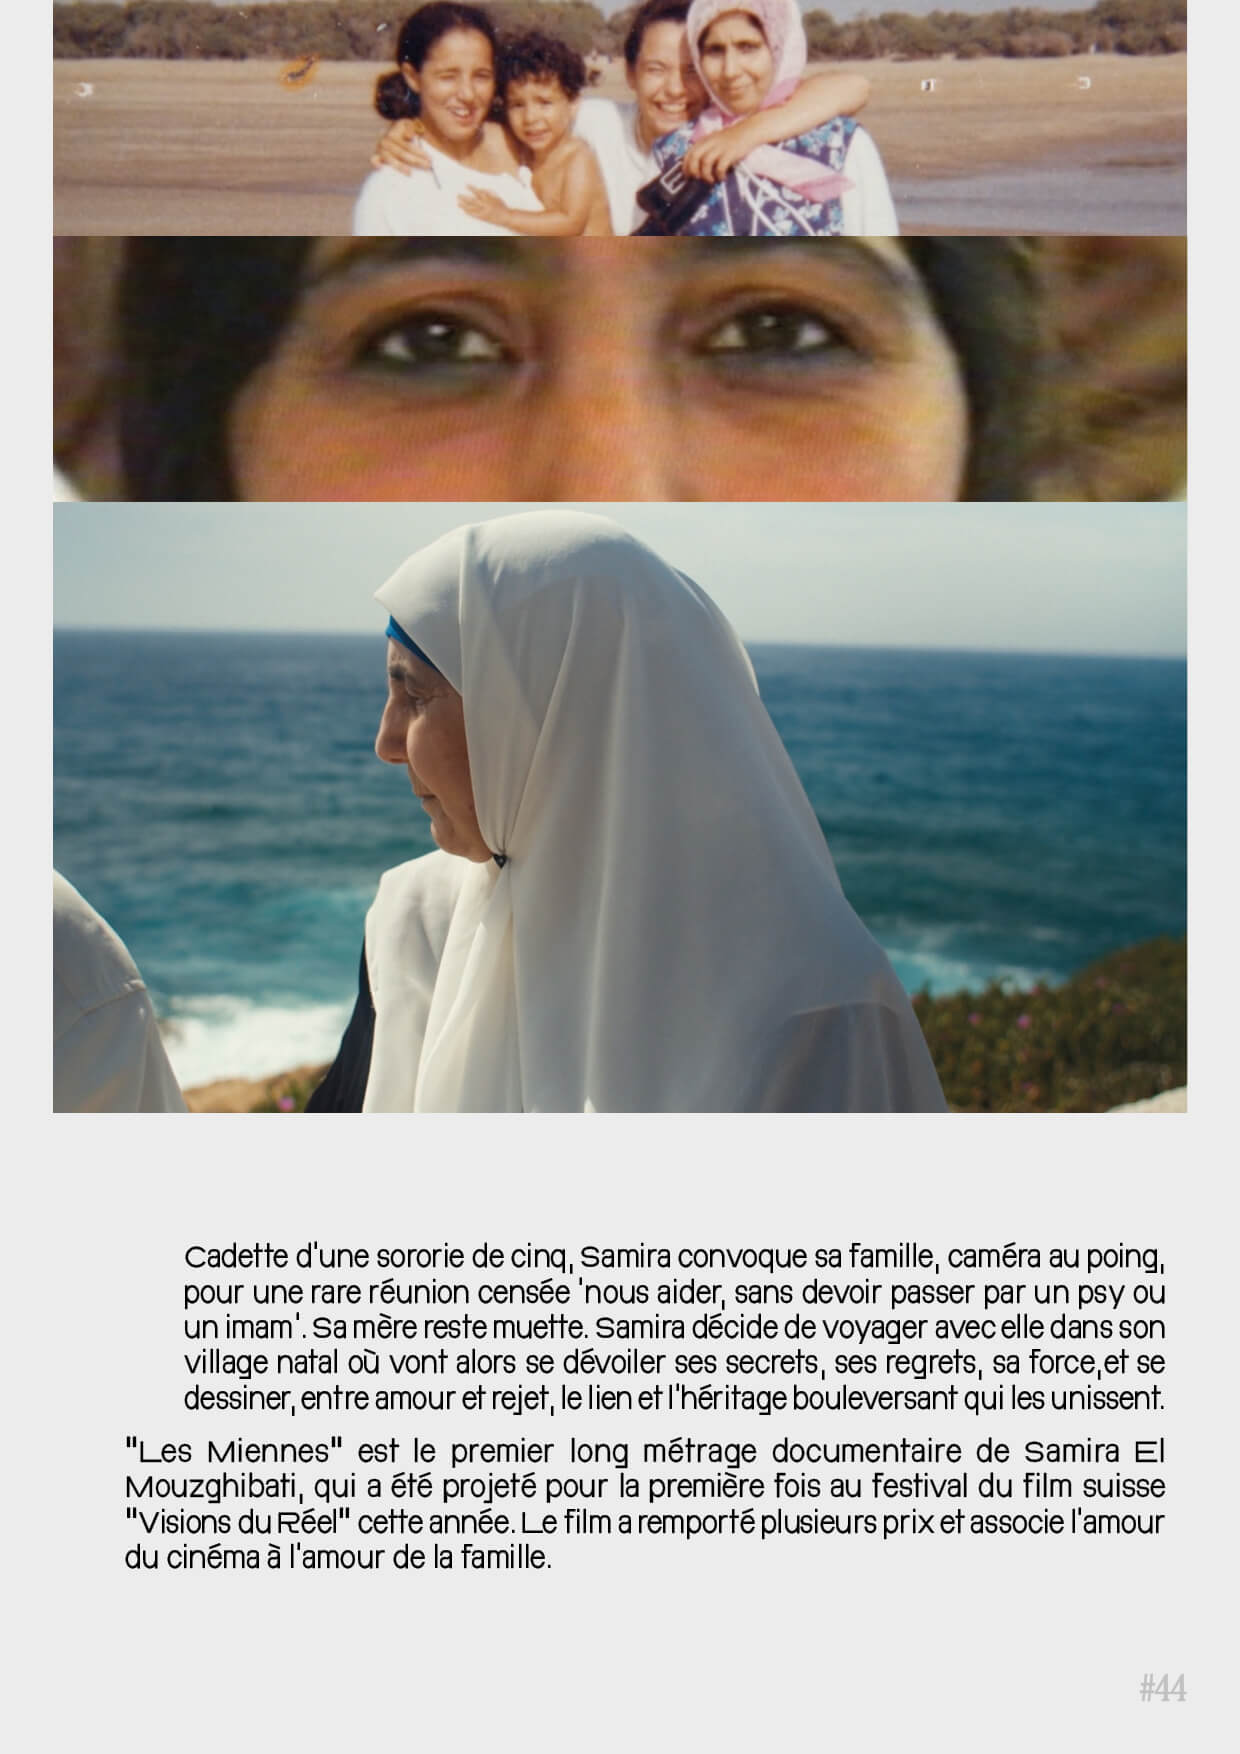 Cadette d'une sororie de cinq, Samira convoque sa famille, caméra au poing,
pour une rare réunion censée 'nous aider, sans devoir passer par un psy ou
un imam'. Sa mère reste muette. Samira décide de voyager avec elle dans son
village natal où vont alors se dévoiler ses secrets, ses regrets, sa force,et se
dessiner, entre amour et rejet, le lien et l'héritage bouleversant qui les unissent.
"Les Miennes" est le premier long métrage documentaire de Samira El
Mouzghibati, qui a été projeté pour la première fois au festival du film suisse
"Visions du Réel" cette année. Le film a remporté plusieurs prix et associe l'amour
du cinéma à l'amour de la famille.
#44